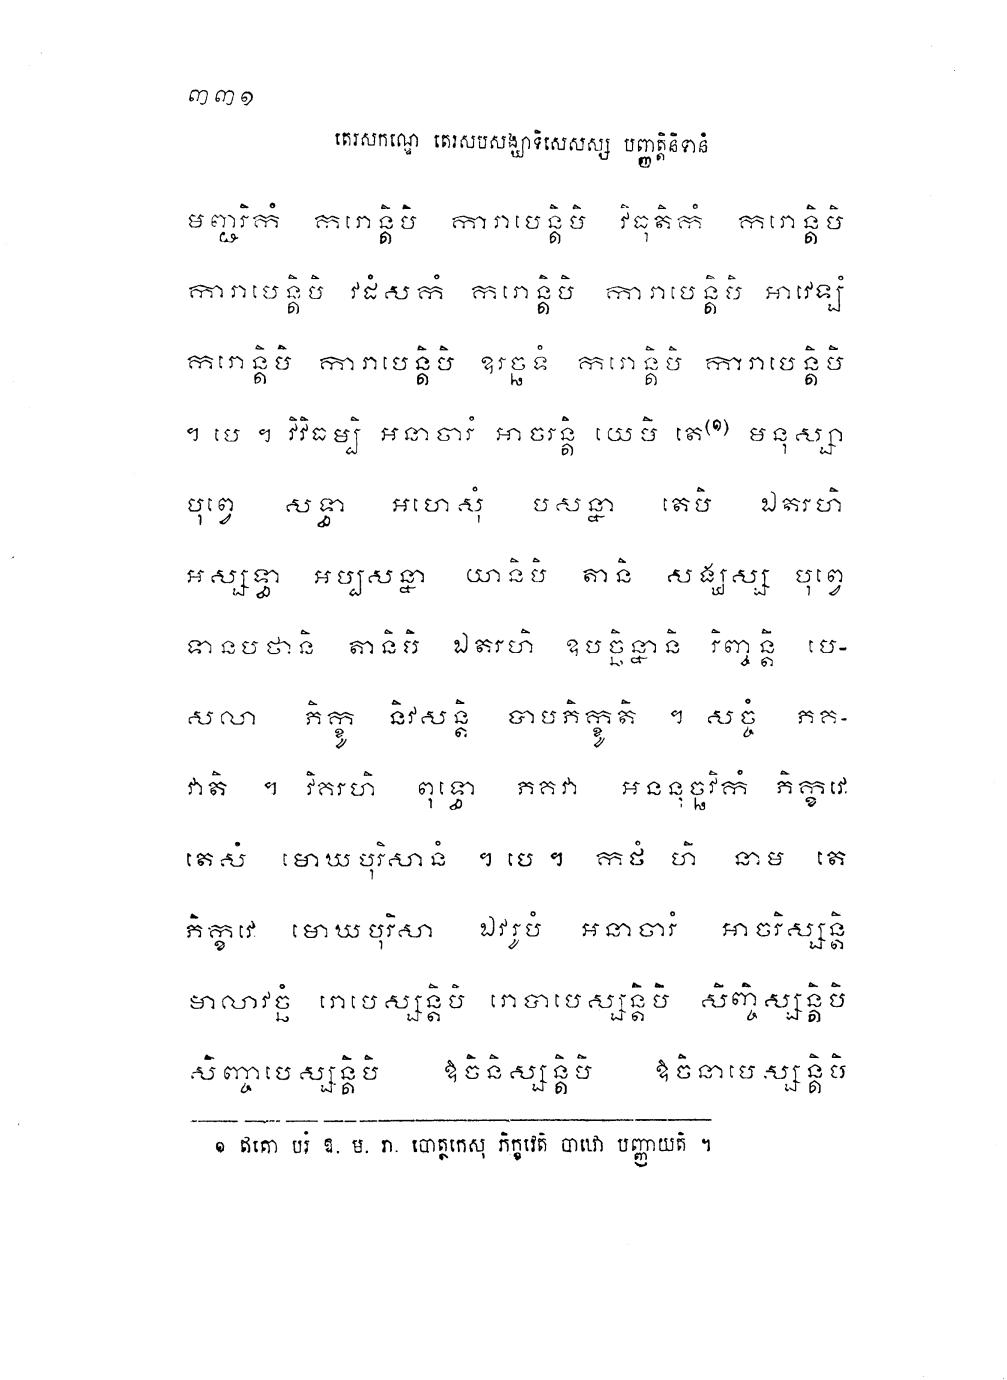 ៣៣១
តេរសកណ្ឌេ តេរសបសង្ឃាទិសេសស្ស បញ្ញត្តិនិទានំ
មញ្ជរិកំ ករោន្តិបិ ការាបេន្តិបិ វិធុតិកំ ករោន្តិបិ
ការាបេន្តិបិ វដំសកំ ករោន្តិបិ ការាបេន្តិបិ អាវេឡំ
ករោន្តិបិ ការាបេន្តិបិ ឧរច្ឆទំ ករោន្តិបិ ការាបេន្តិបិ
។ បេ ។ វិវិធម្បិ អនាចារំ អាចរន្តិ យេបិ តេ(១) មនុស្សា
បុព្វេ សទ្ធា អហេសុំ បសន្នា តេបិ ឯតរហិ
អស្សទ្ធា អប្បសន្នា យានិបិ តានិ សង្ឃស្ស បុព្វេ
ទានបថានិ តានិបិ ឯតរហិ ឧបច្ឆិន្នានិ រិញ្ចន្តិ បេ-
សលា ភិក្ខូ និវសន្តិ បាបភិក្ខូតិ ។ សច្ចំ ភគ-
វាតិ ។ វិគរហិ ពុទ្ធោ ភគវា អននុច្ឆវិកំ ភិក្ខវេ
តេសំ មោឃបុរិសានំ ។ បេ ។ កថំ ហិ នាម តេ
ភិក្ខវេ មោឃបុរិសា ឯវរូបំ អនាចារំ អាចរិស្សន្តិ
មាលាវច្ឆំ រោបេស្សន្តិបិ រោបាបេស្សន្តិបិ សិញ្ចិស្សន្តិបិ
សិញ្ចាបេស្សន្តិបិ ឱចិនិស្សន្តិបិ ឱចិនាបេស្សន្តិបិ
១ ឥតោ បរំ ឧ. ម. រា. បោត្ថកេសុ ភិក្ខវេតិ បាឋោ បញ្ញាយតិ ។